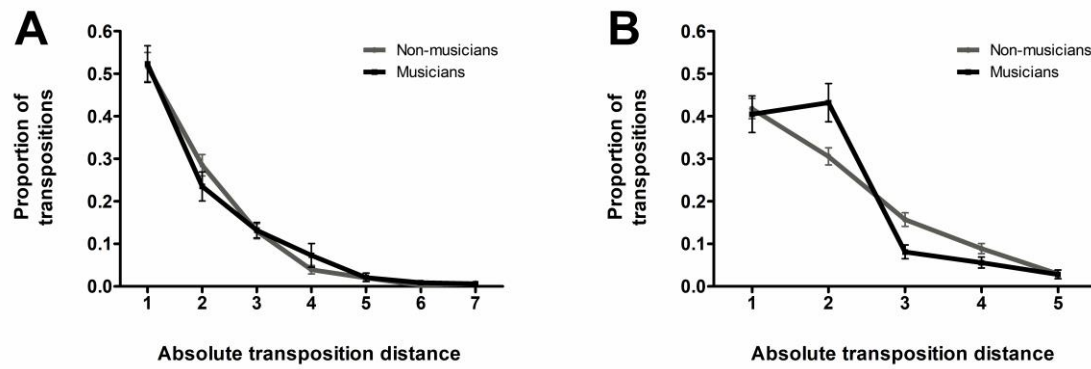 A
Proportion of
transpositions
0.6
0.5
0.4
0.3
0.2
0.1
0.0
Non-musicians
Musicians
1 2 3 4 5 6 7
Absolute transposition distance
B
Proportion of
transpositions
0.6
0.5
0.4
0.3
0.2
0.1
0.0
Non-musicians
Musicians
1 2 3 4 5
Absolute transposition distance